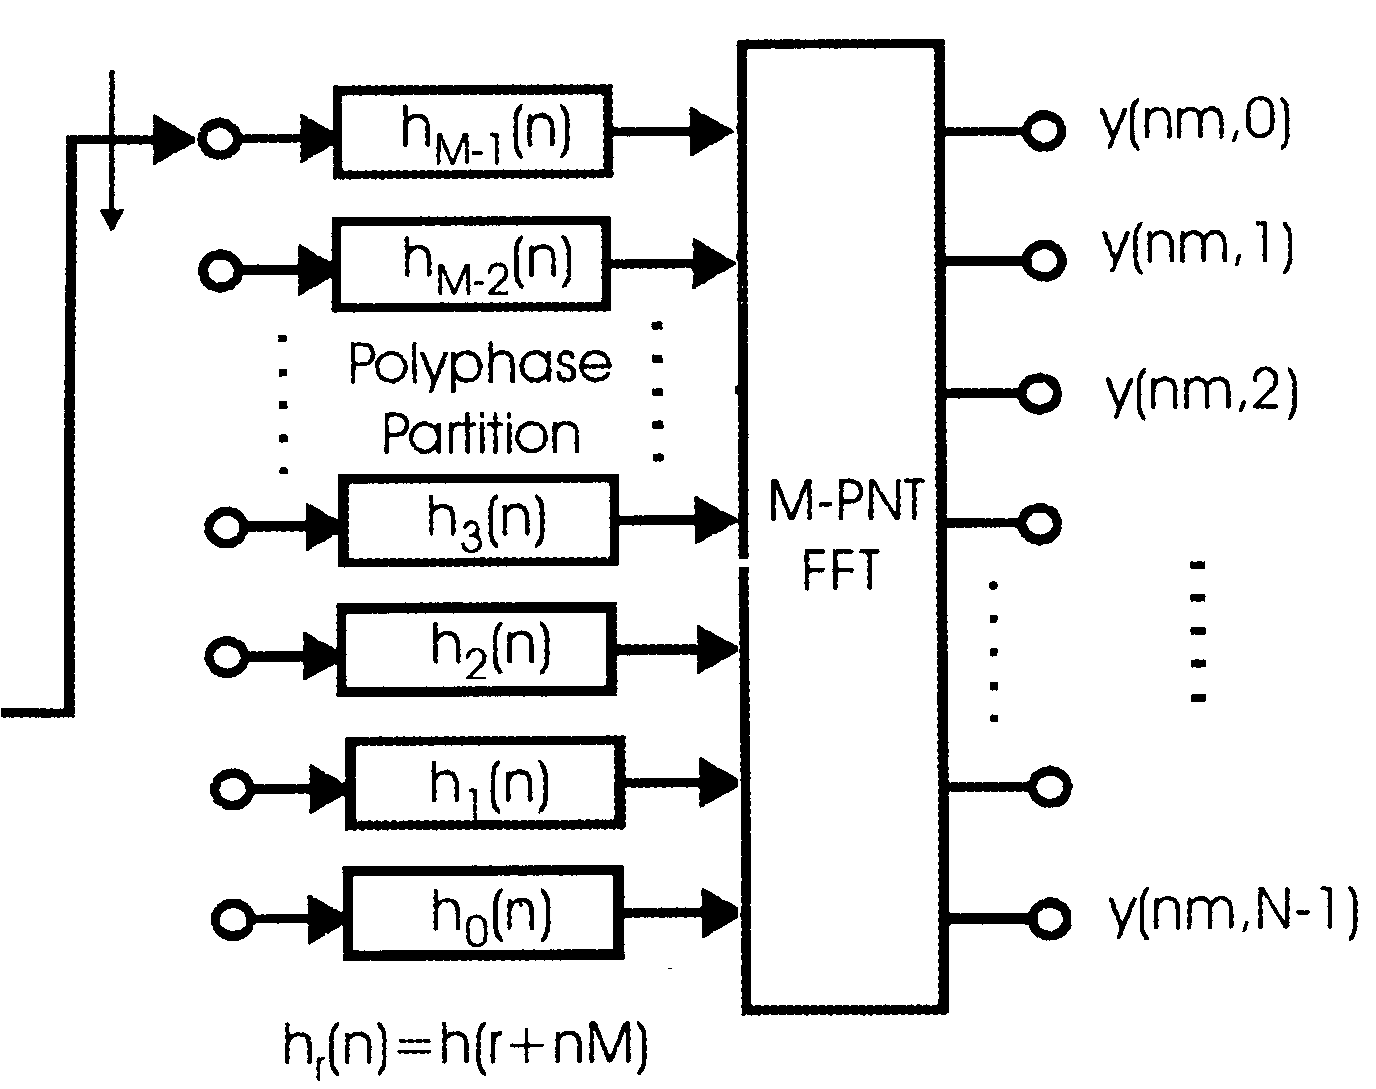 h_{M-1}(n)
y(nm,0)
h_{M-2}(n)
y(nm,1)
Polyphase
Partition
y(nm,2)
h_3(n)
M-PNT
FFT
h_2(n)
h_1(n)
h_0(n)
y(nm,N-1)
h_r(n)=h(r+nM)